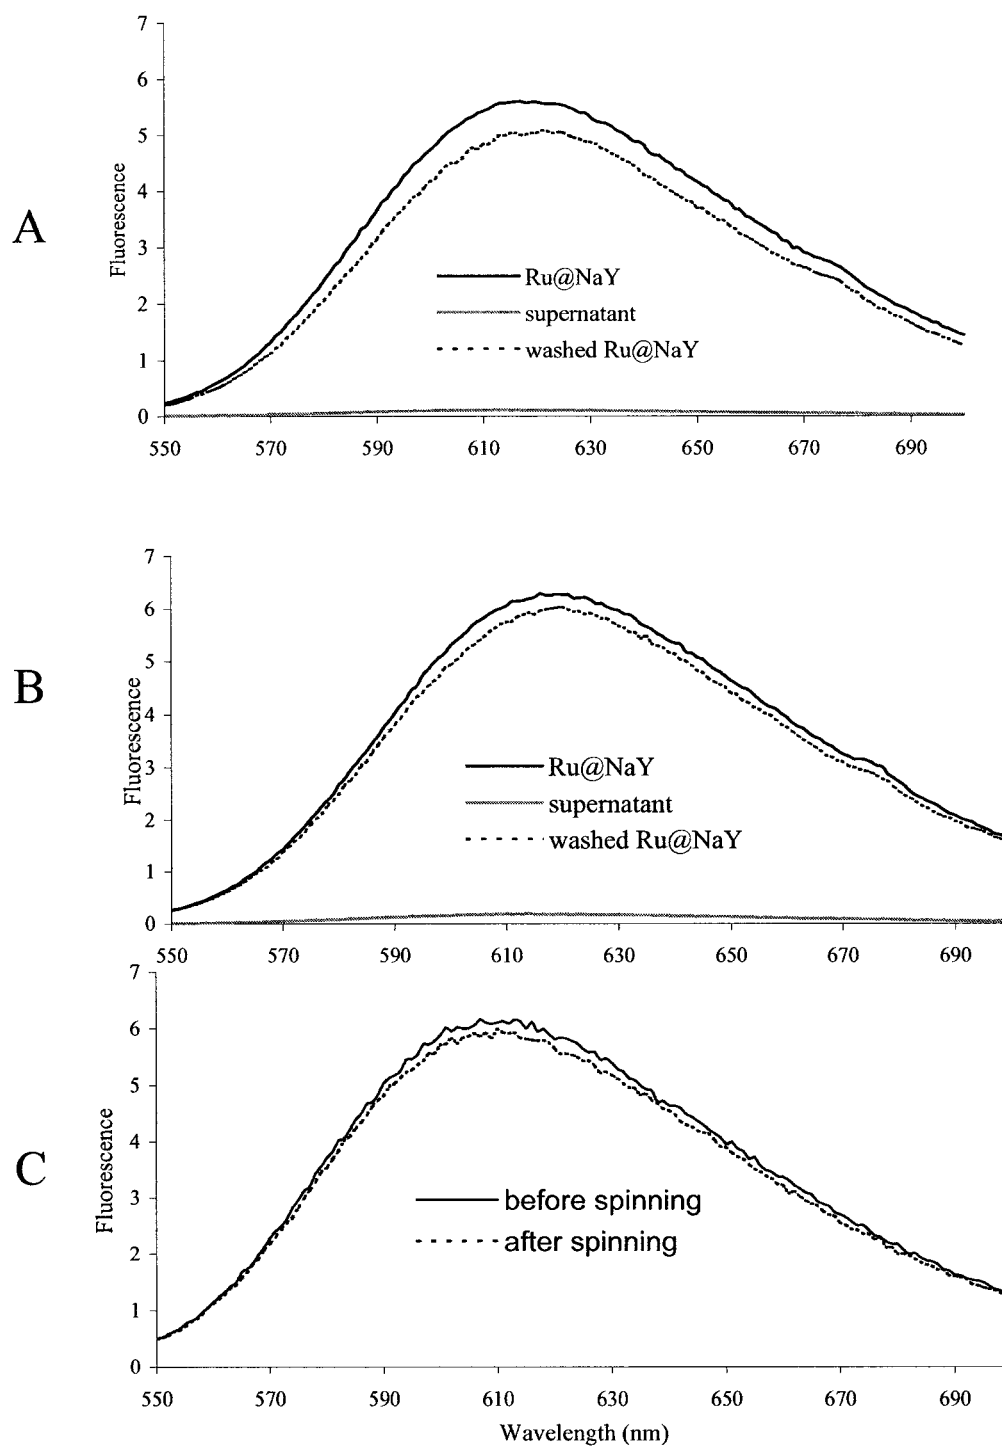 A
Fluorescence
7
6
5
4
3
2
1
0
Ru@NaY
supernatant
washed Ru@NaY
550 570 590 610 630 650 670 690
B
Fluorescence
7
6
5
4
3
2
1
0
Ru@NaY
supernatant
washed Ru@NaY
550 570 590 610 630 650 670 690
C
Fluorescence
7
6
5
4
3
2
1
0
before spinning
after spinning
550 570 590 610 630 650 670 690
Wavelength (nm)